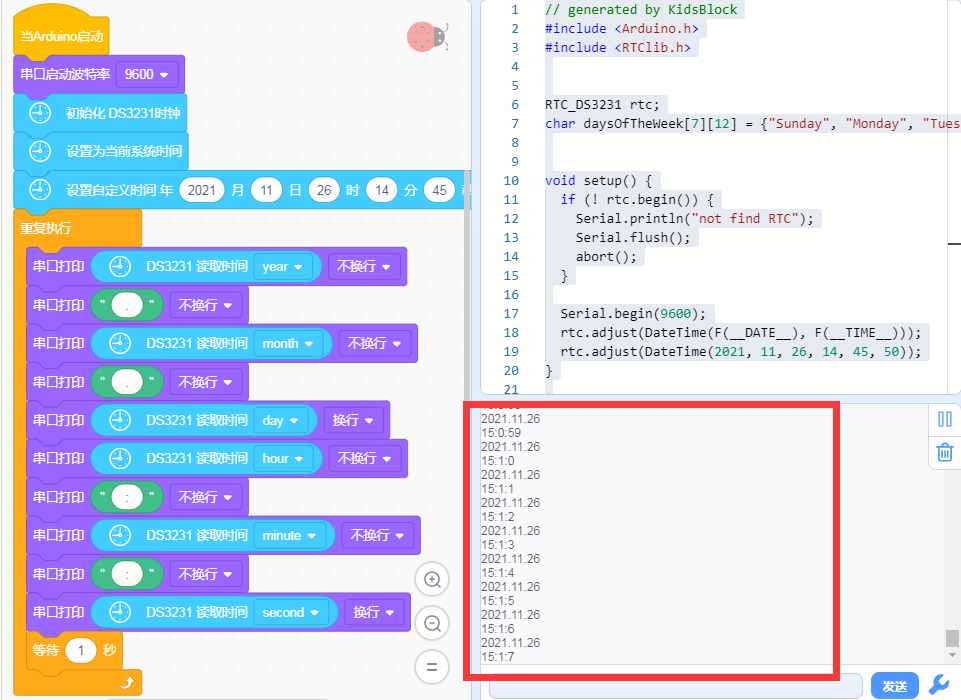 当Arduino启动
串口启动波特率 9600
初始化 DS3231时钟
设置为当前系统时间
设置自定义时间 年 2021 月 11 日 26 时 14 分 45
重复执行
串口打印 DS3231 读取时间 year 不换行
串口打印 " . " 不换行
串口打印 DS3231 读取时间 month 不换行
串口打印 " . " 不换行
串口打印 DS3231 读取时间 day 换行
串口打印 DS3231 读取时间 hour 不换行
串口打印 " : " 不换行
串口打印 DS3231 读取时间 minute 不换行
串口打印 " : " 不换行
串口打印 DS3231 读取时间 second 换行
等待 1 秒
1 // generated by KidsBlock
2 #include <Arduino.h>
3 #include <RTClib.h>
4
5
6 RTC_DS3231 rtc;
7 char daysOfTheWeek[7][12] = {"Sunday", "Monday", "Tues
8
9
10 void setup() {
11 if (! rtc.begin()) {
12 Serial.println("not find RTC");
13 Serial.flush();
14 abort();
15 }
16
17 Serial.begin(9600);
18 rtc.adjust(DateTime(F(__DATE__), F(__TIME__)));
19 rtc.adjust(DateTime(2021, 11, 26, 14, 45, 50));
20 }
21
2021.11.26
15:0:59
2021.11.26
15:1:0
2021.11.26
15:1:1
2021.11.26
15:1:2
2021.11.26
15:1:3
2021.11.26
15:1:4
2021.11.26
15:1:5
2021.11.26
15:1:6
2021.11.26
15:1:7
发送